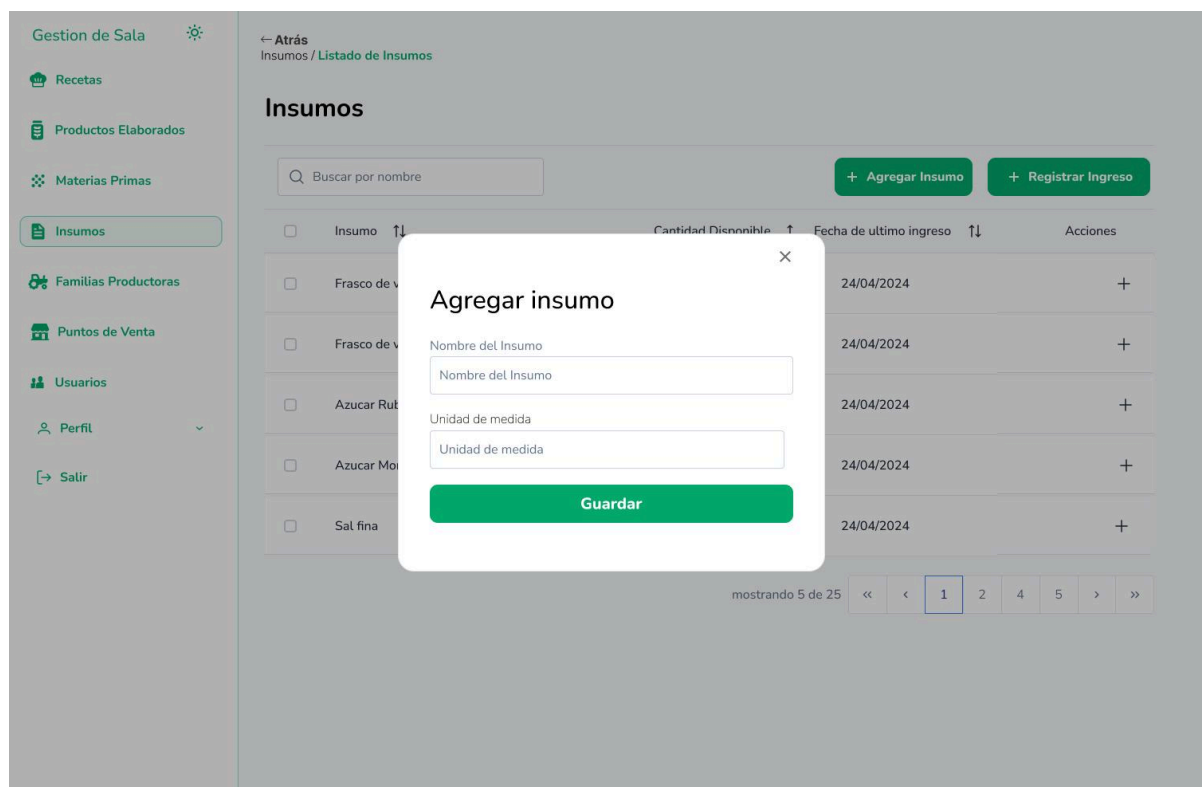 Gestion de Sala
Recetas
Productos Elaborados
Materias Primas
Insumos
Familias Productoras
Puntos de Venta
Usuarios
Perfil
Salir
← Atrás
Insumos / Listado de Insumos
Insumos
Buscar por nombre
+ Agregar Insumo
+ Registrar Ingreso
Insumo Cantidad Disponible Fecha de ultimo ingreso Acciones
Frasco de 24/04/2024 +
Frasco de 24/04/2024 +
Azucar 24/04/2024 +
Azucar 24/04/2024 +
Sal fina 24/04/2024 +
Agregar insumo
Nombre del Insumo
Nombre del Insumo
Unidad de medida
Unidad de medida
Guardar
mostrando 5 de 25 << < 1 2 4 5 > >>